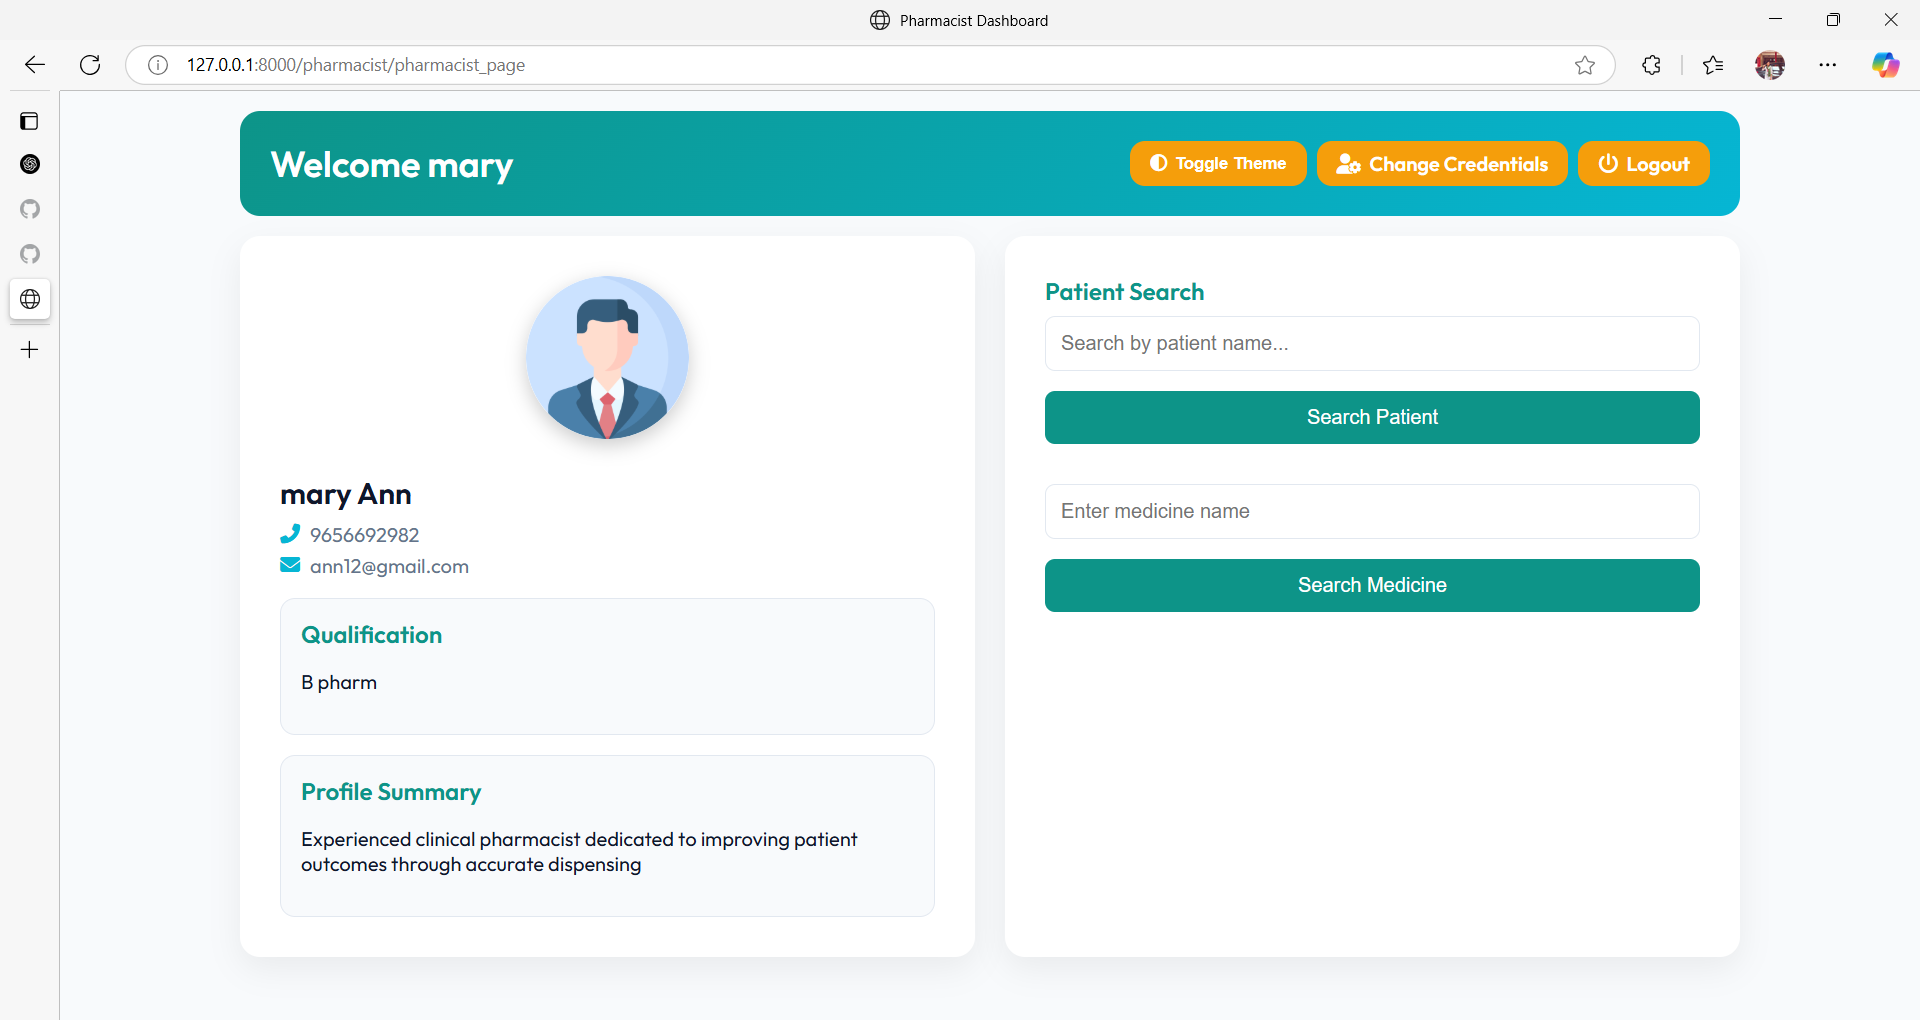 Pharmacist Dashboard
127.0.0.1:8000/pharmacist/pharmacist_page
Welcome mary
Toggle Theme
Change Credentials
Logout
mary Ann
9656692982
ann12@gmail.com
Qualification
B pharm
Profile Summary
Experienced clinical pharmacist dedicated to improving patient
outcomes through accurate dispensing
Patient Search
Search by patient name...
Search Patient
Enter medicine name
Search Medicine